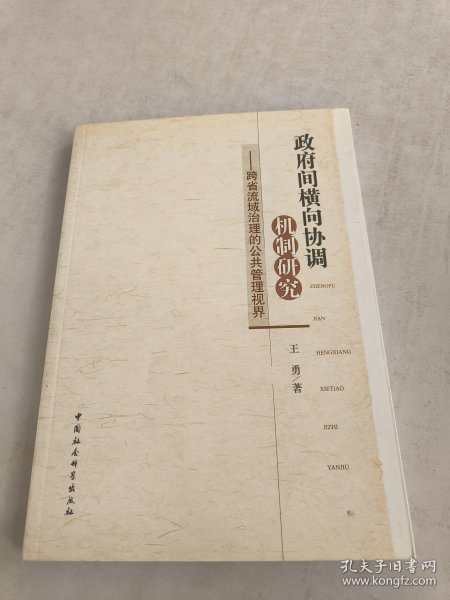 政府间横向协调
机制研究
——跨省流域治理的公共管理视界
ZHENGFU
JIAN
HENGXIANG
XIETIAO
JIZHI
YANJIU
王 勇/著
中国社会科学出版社
孔夫子旧书网
www.kongfz.com